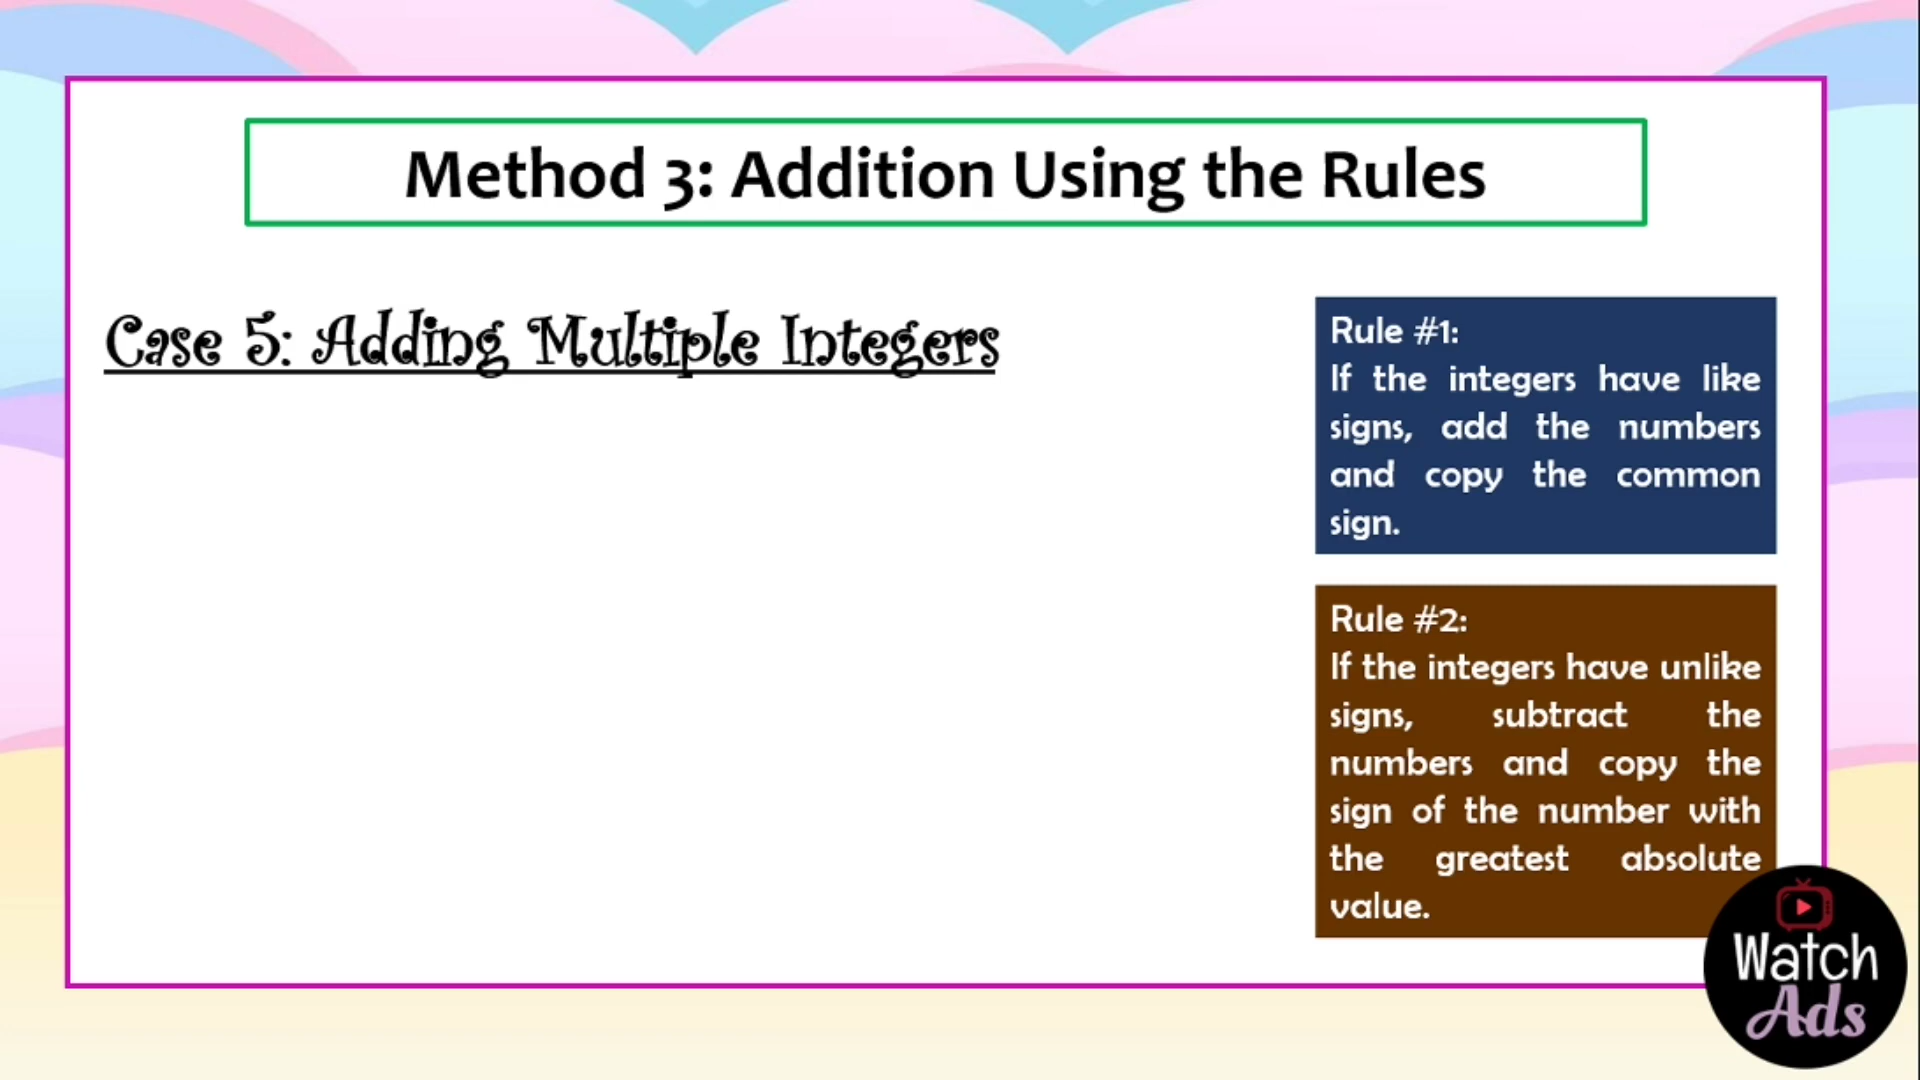 Method 3: Addition Using the Rules
Case 5: Adding Multiple Integers
Rule #1:
If the integers have like
signs, add the numbers
and copy the common
sign.
Rule #2:
If the integers have unlike
signs, subtract the
numbers and copy the
sign of the number with
the greatest absolute
value.
Watch
Ads